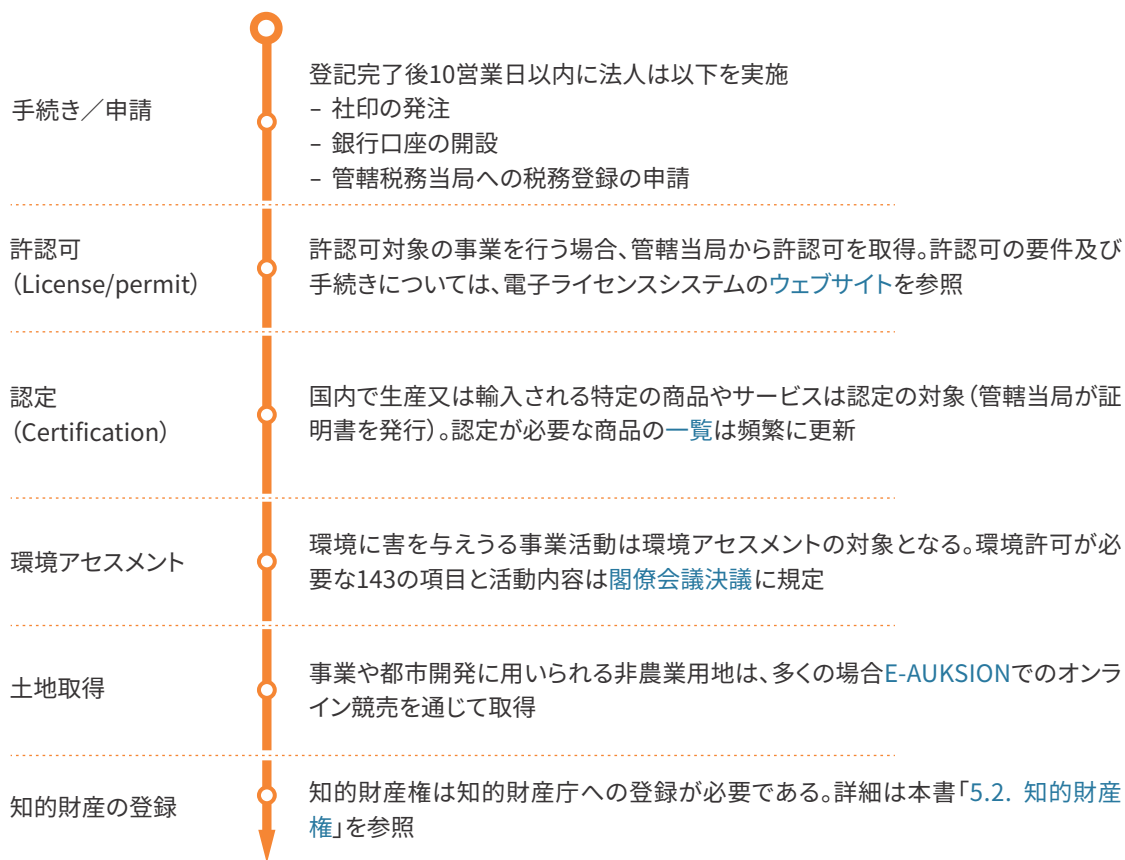 手続き／申請
登記完了後10営業日以内に法人は以下を実施
– 社印の発注
– 銀行口座の開設
– 管轄税務当局への税務登録の申請
許認可
（License/permit）
許認可対象の事業を行う場合、管轄当局から許認可を取得。許認可の要件及び
手続きについては、電子ライセンスシステムのウェブサイトを参照
認定
（Certification）
国内で生産又は輸入される特定の商品やサービスは認定の対象（管轄当局が証
明書を発行）。認定が必要な商品の一覧は頻繁に更新
環境アセスメント
環境に害を与えうる事業活動は環境アセスメントの対象となる。環境許可が必
要な143の項目と活動内容は閣僚会議決議に規定
土地取得
事業や都市開発に用いられる非農業用地は、多くの場合E-AUKSIONでのオンラ
イン競売を通じて取得
知的財産の登録
知的財産権は知的財産庁への登録が必要である。詳細は本書「5.2. 知的財産
権」を参照